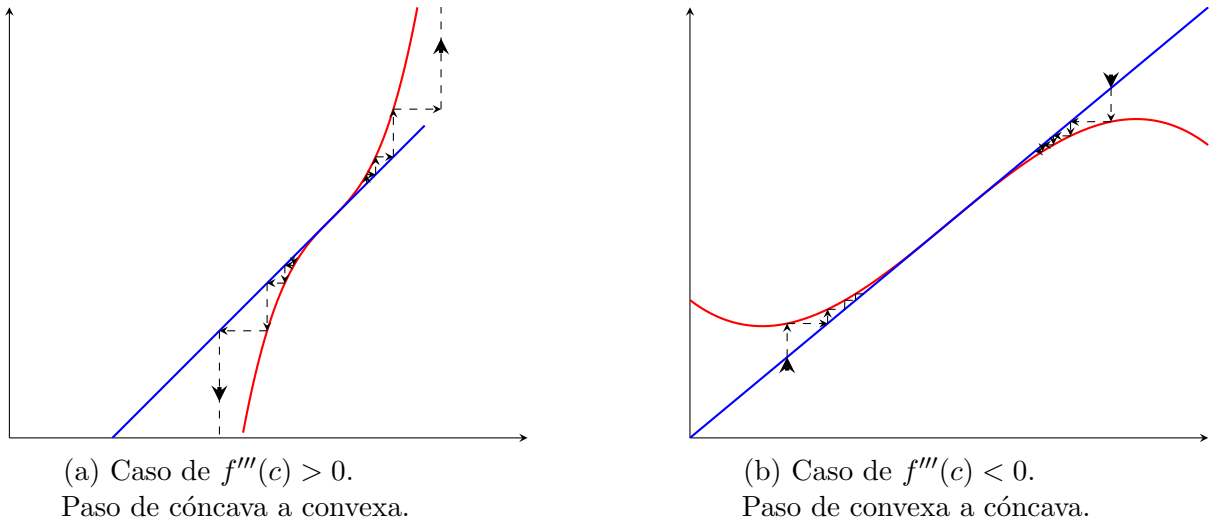 (a) Caso de f′′′(c) > 0.
Paso de cóncava a convexa.
(b) Caso de f′′′(c) < 0.
Paso de convexa a cóncava.